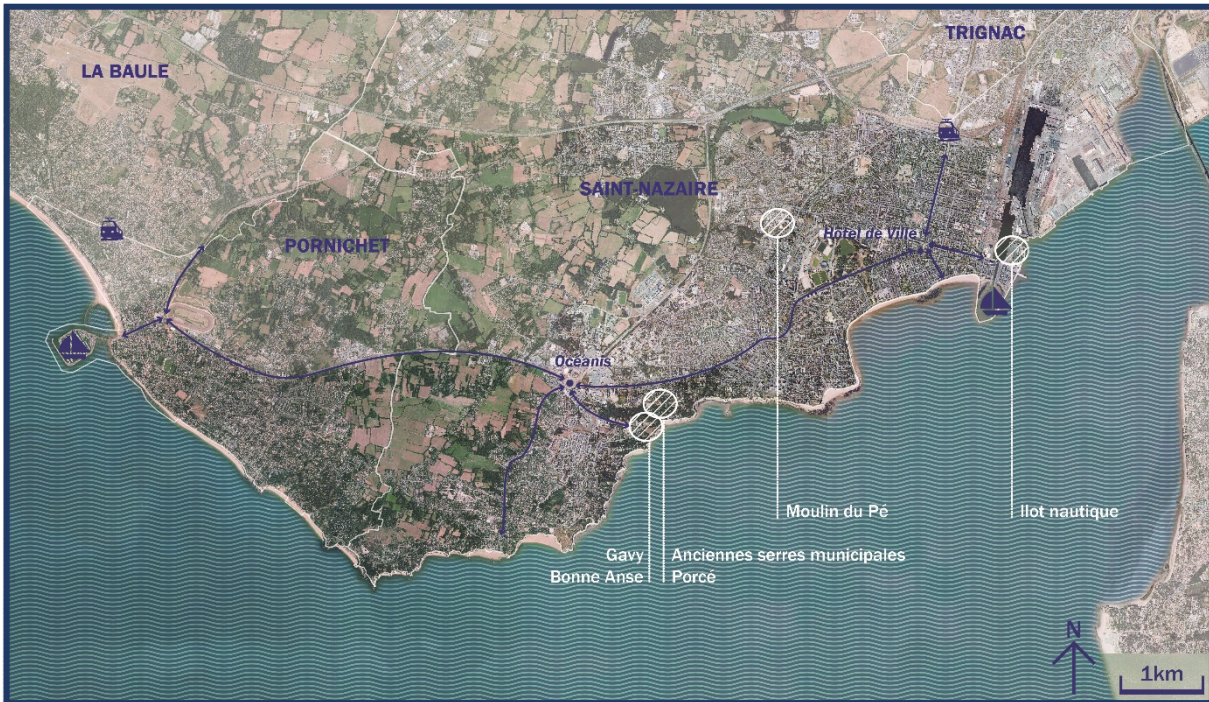 TRIGNAC
LA BAULE
SAINT-NAZAIRE
PORNICHET
Hôtel de Ville
Océanis
Moulin du Pé
Ilot nautique
Gavy
Bonne Anse
Anciennes serres municipales
Porcé
N
1km